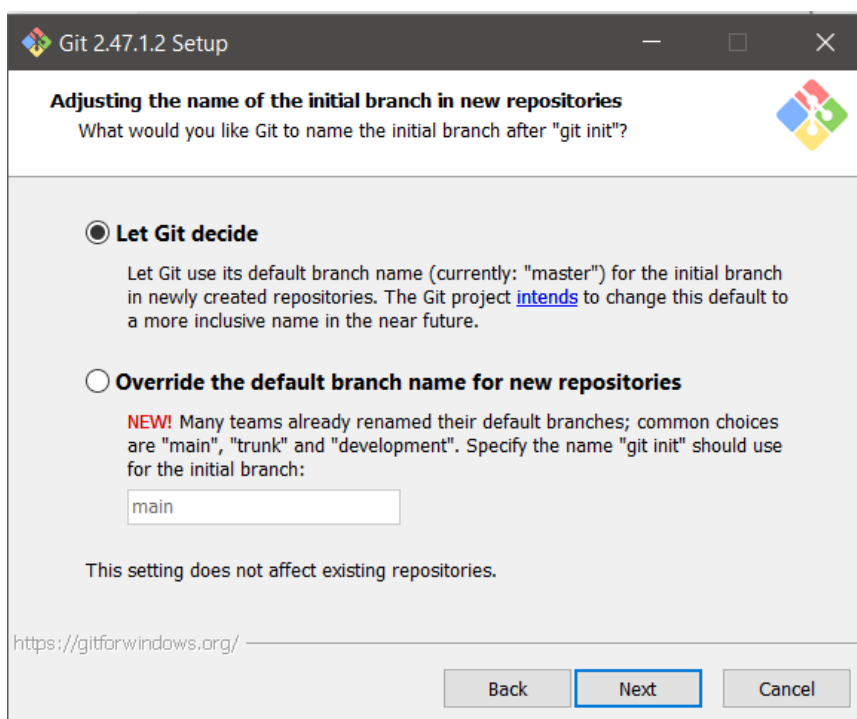 Git 2.47.1.2 Setup
Adjusting the name of the initial branch in new repositories
What would you like Git to name the initial branch after "git init"?
Let Git decide
Let Git use its default branch name (currently: "master") for the initial branch
in newly created repositories. The Git project intends to change this default to
a more inclusive name in the near future.
Override the default branch name for new repositories
NEW! Many teams already renamed their default branches; common choices
are "main", "trunk" and "development". Specify the name "git init" should use
for the initial branch:
main
This setting does not affect existing repositories.
https://gitforwindows.org/
Back Next Cancel